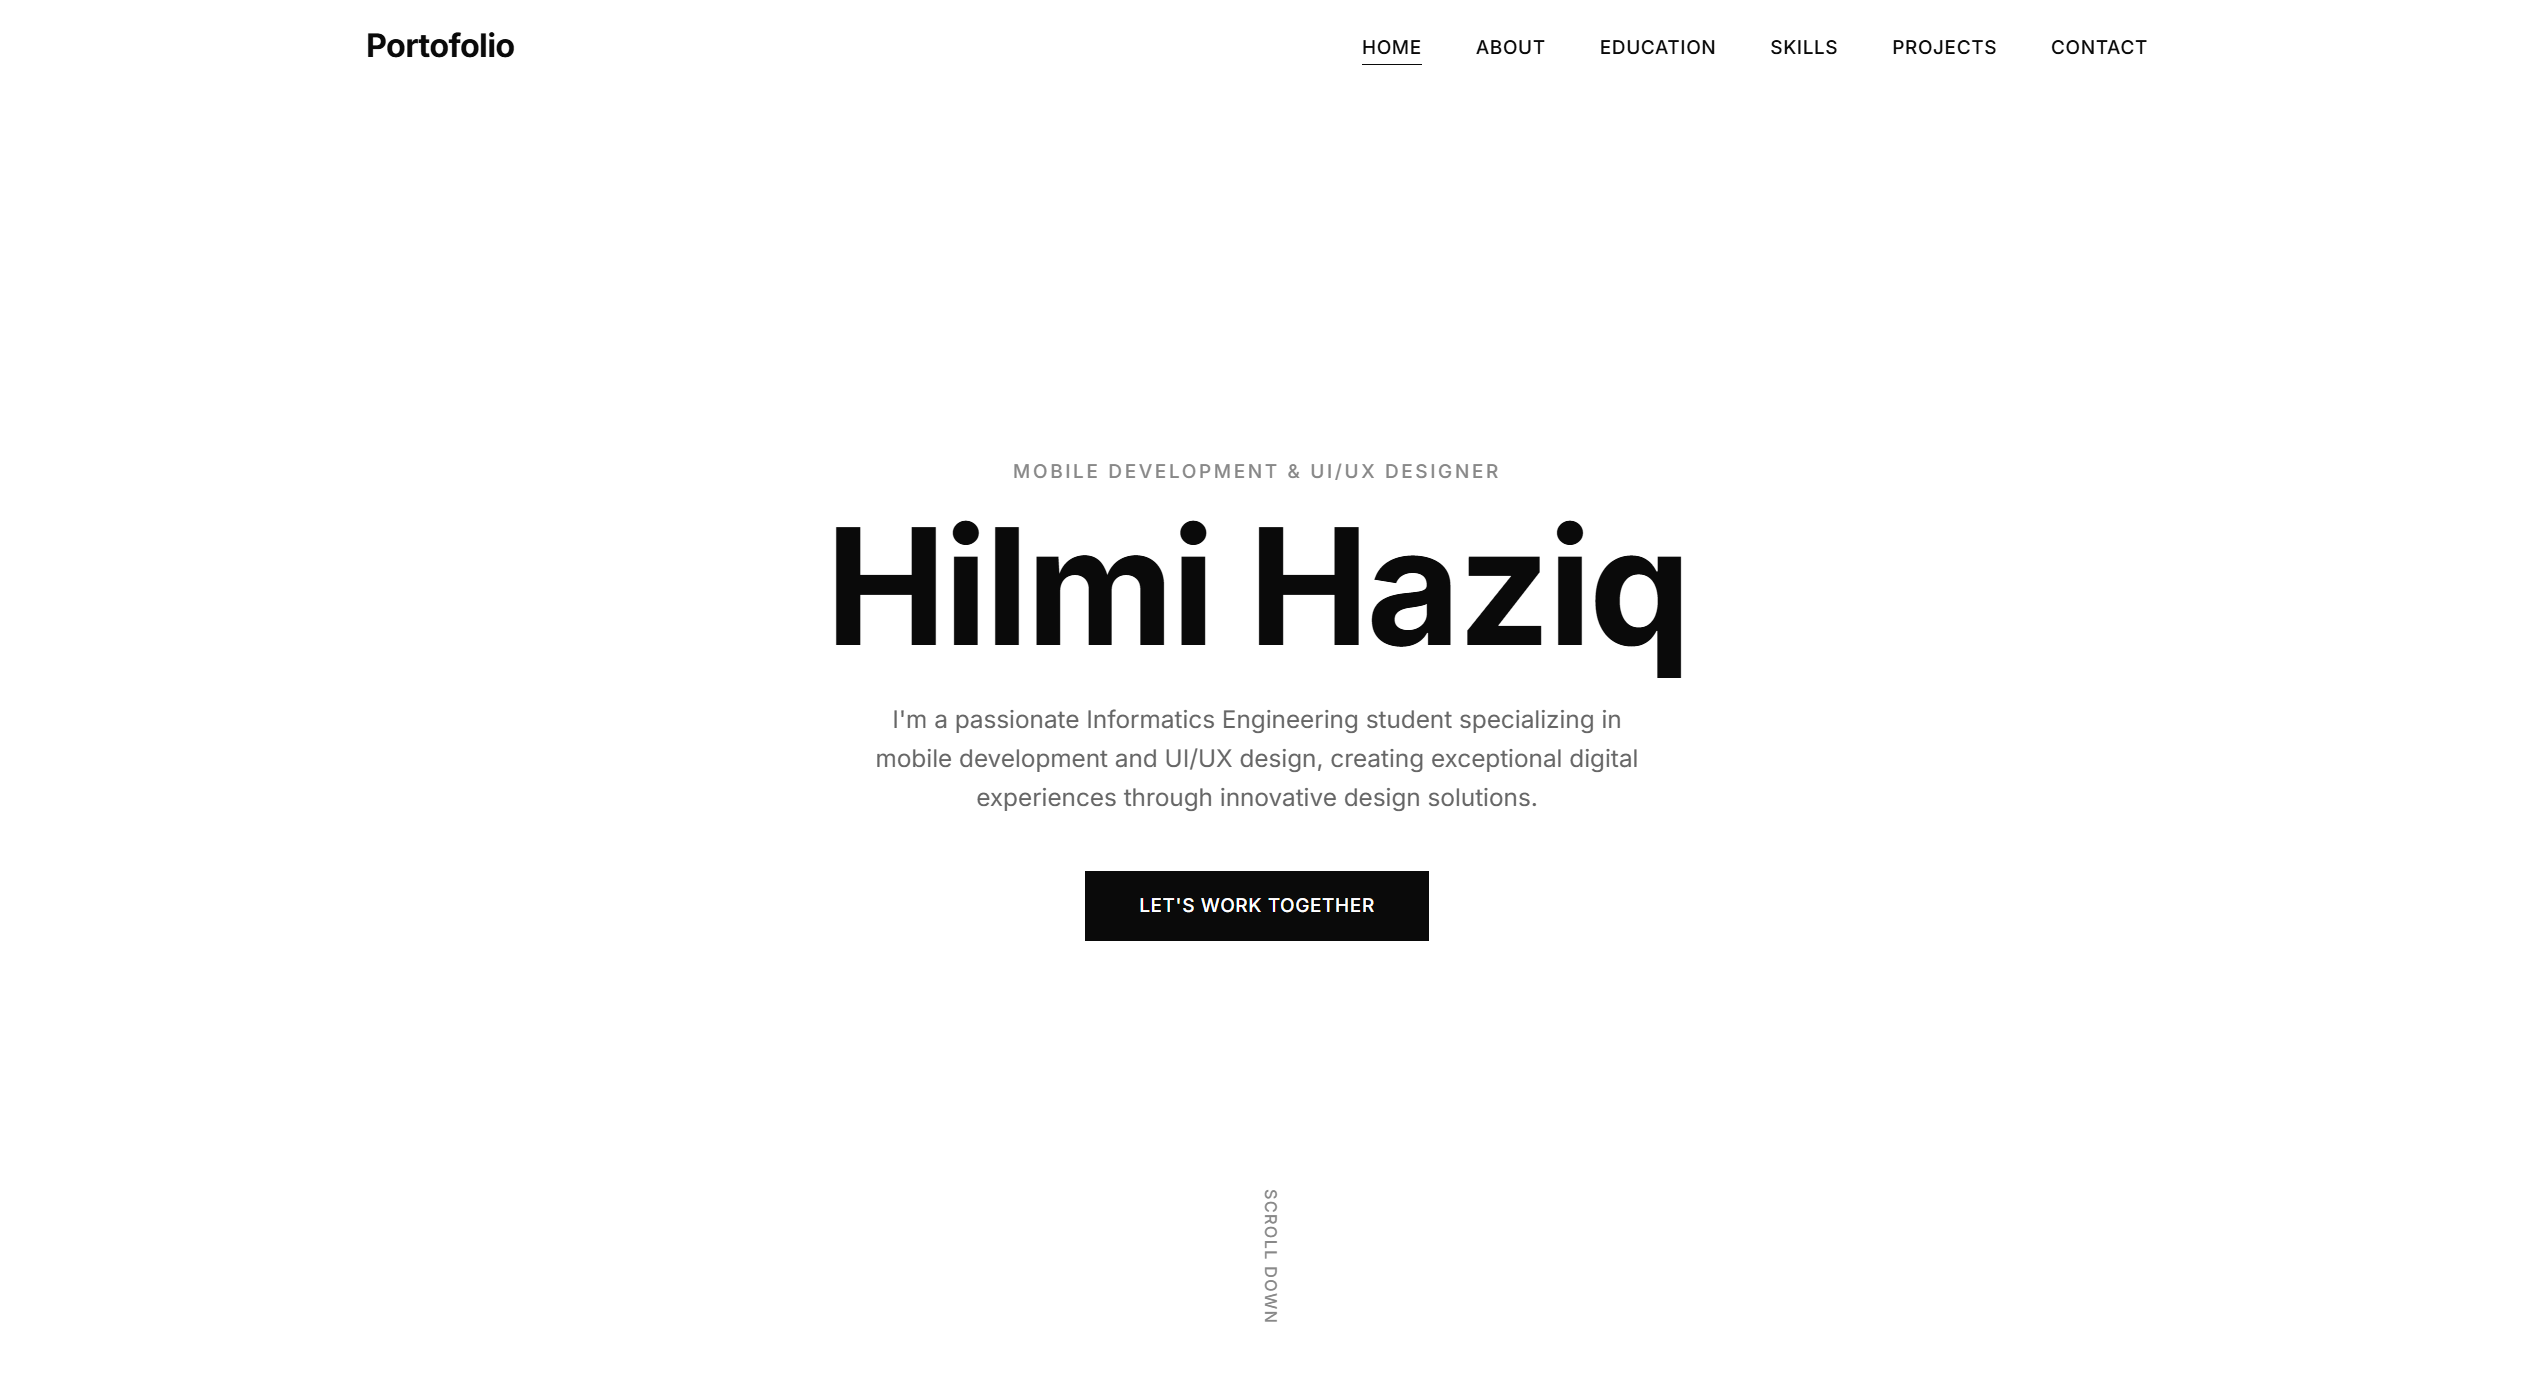 Portofolio
HOME ABOUT EDUCATION SKILLS PROJECTS CONTACT
MOBILE DEVELOPMENT & UI/UX DESIGNER
Hilmi Haziq
I'm a passionate Informatics Engineering student specializing in
mobile development and UI/UX design, creating exceptional digital
experiences through innovative design solutions.
LET'S WORK TOGETHER
SCROLL DOWN